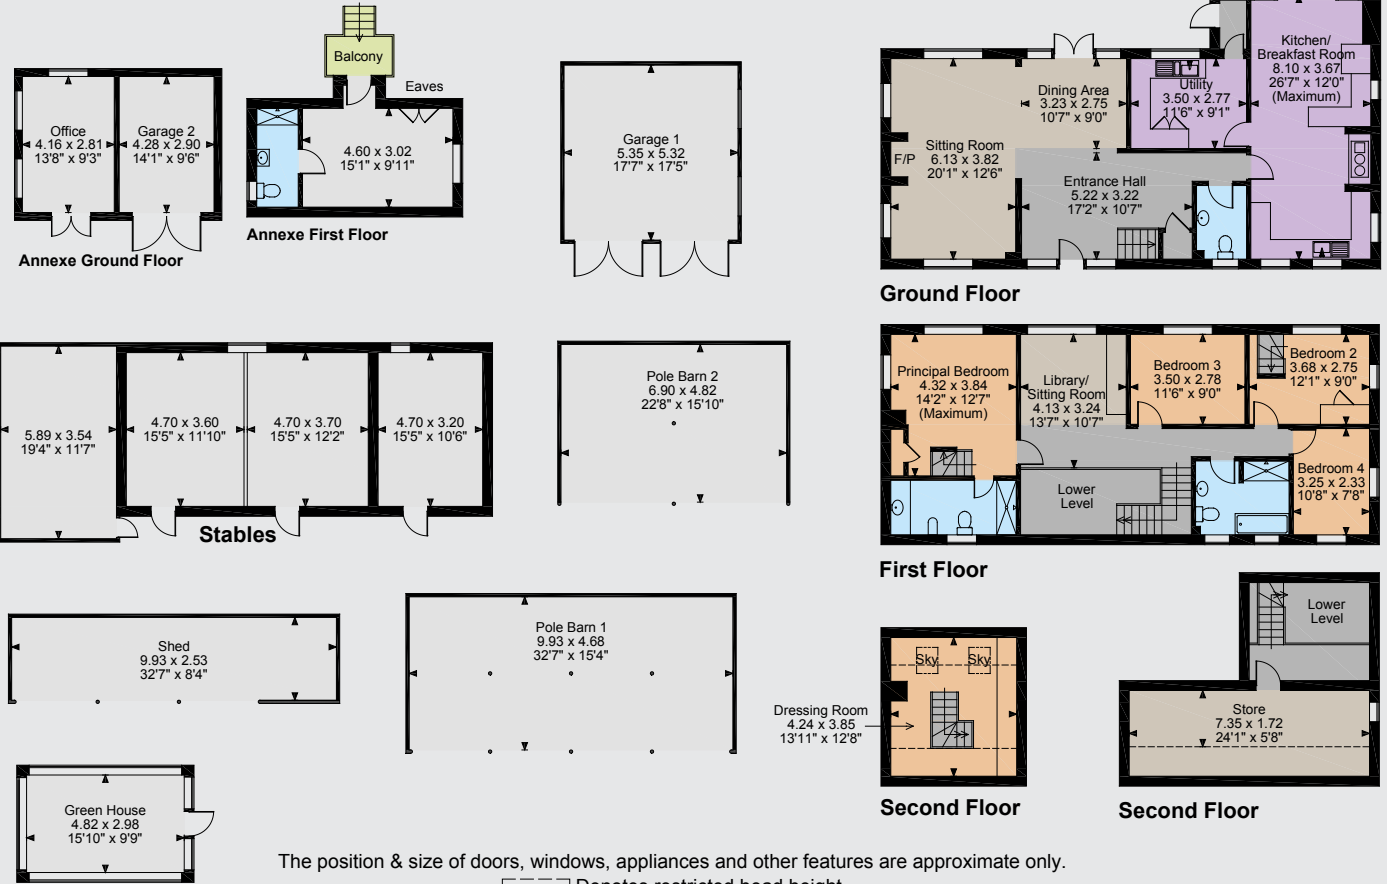 Balcony
Eaves
Office
4.16 x 2.81
13'8" x 9'3"
Garage 2
4.28 x 2.90
14'1" x 9'6"
4.60 x 3.02
15'1" x 9'11"
Annexe Ground Floor
Annexe First Floor
Garage 1
5.35 x 5.32
17'7" x 17'5"
Kitchen/
Breakfast Room
8.10 x 3.67
26'7" x 12'0"
(Maximum)
Utility
3.50 x 2.77
11'6" x 9'1"
Dining Area
3.23 x 2.75
10'7" x 9'0"
Sitting Room
6.13 x 3.82
20'1" x 12'6"
F/P
Entrance Hall
5.22 x 3.22
17'2" x 10'7"
Ground Floor
5.89 x 3.54
19'4" x 11'7"
4.70 x 3.60
15'5" x 11'10"
4.70 x 3.70
15'5" x 12'2"
4.70 x 3.20
15'5" x 10'6"
Stables
Pole Barn 2
6.90 x 4.82
22'8" x 15'10"
Principal Bedroom
4.32 x 3.84
14'2" x 12'7"
(Maximum)
Library/
Sitting Room
4.13 x 3.24
13'7" x 10'7"
Bedroom 3
3.50 x 2.78
11'6" x 9'0"
Bedroom 2
3.68 x 2.75
12'1" x 9'0"
Bedroom 4
3.25 x 2.33
10'8" x 7'8"
Lower
Level
First Floor
Shed
9.93 x 2.53
32'7" x 8'4"
Pole Barn 1
9.93 x 4.68
32'7" x 15'4"
Sky
Sky
Dressing Room
4.24 x 3.85
13'11" x 12'8"
Second Floor
Lower
Level
Store
7.35 x 1.72
24'1" x 5'8"
Second Floor
Green House
4.82 x 2.98
15'10" x 9'9"
The position & size of doors, windows, appliances and other features are approximate only.
Denotes restricted head height